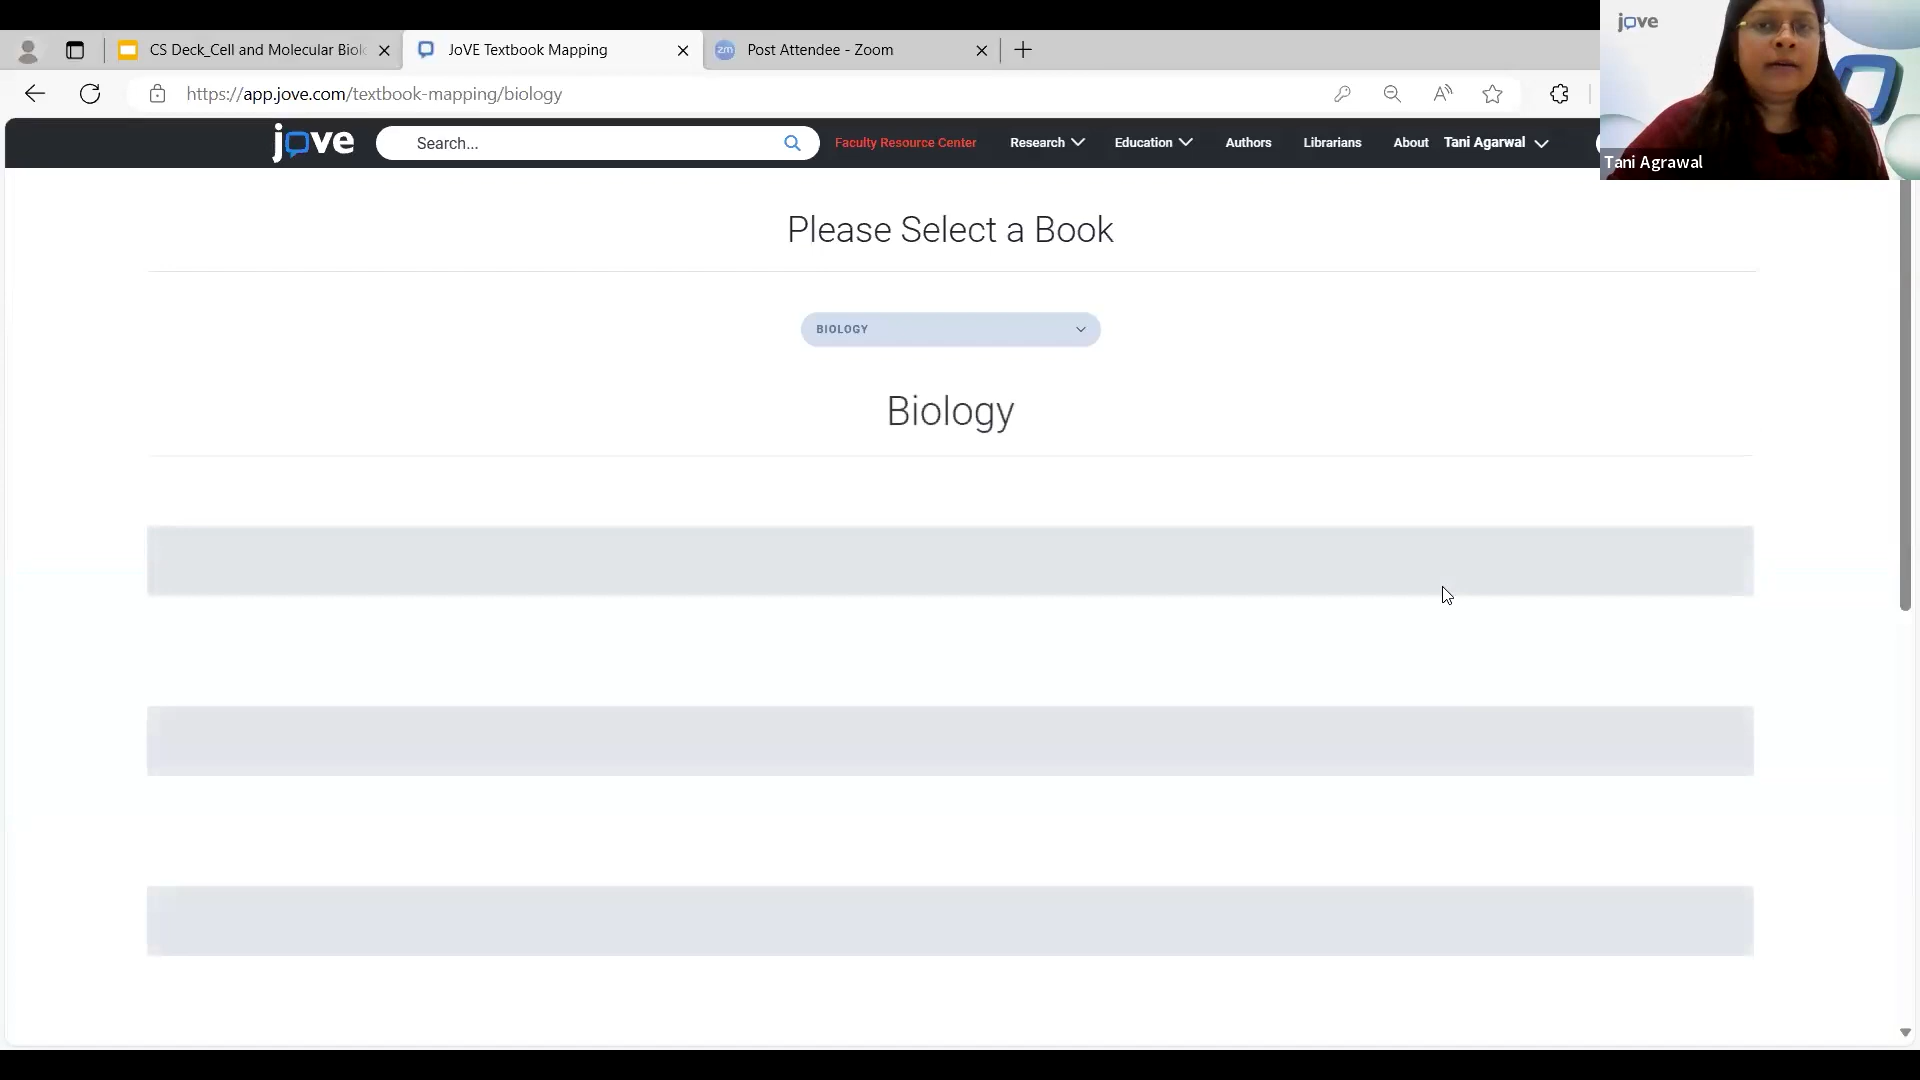 CS Deck_Cell and Molecular Biol
JoVE Textbook Mapping
zm
Post Attendee - Zoom
https://app.jove.com/textbook-mapping/biology
jove
Search...
Faculty Resource Center
Research
Education
Authors
Librarians
About
Tani Agarwal
jove
Tani Agrawal
Please Select a Book
BIOLOGY
Biology